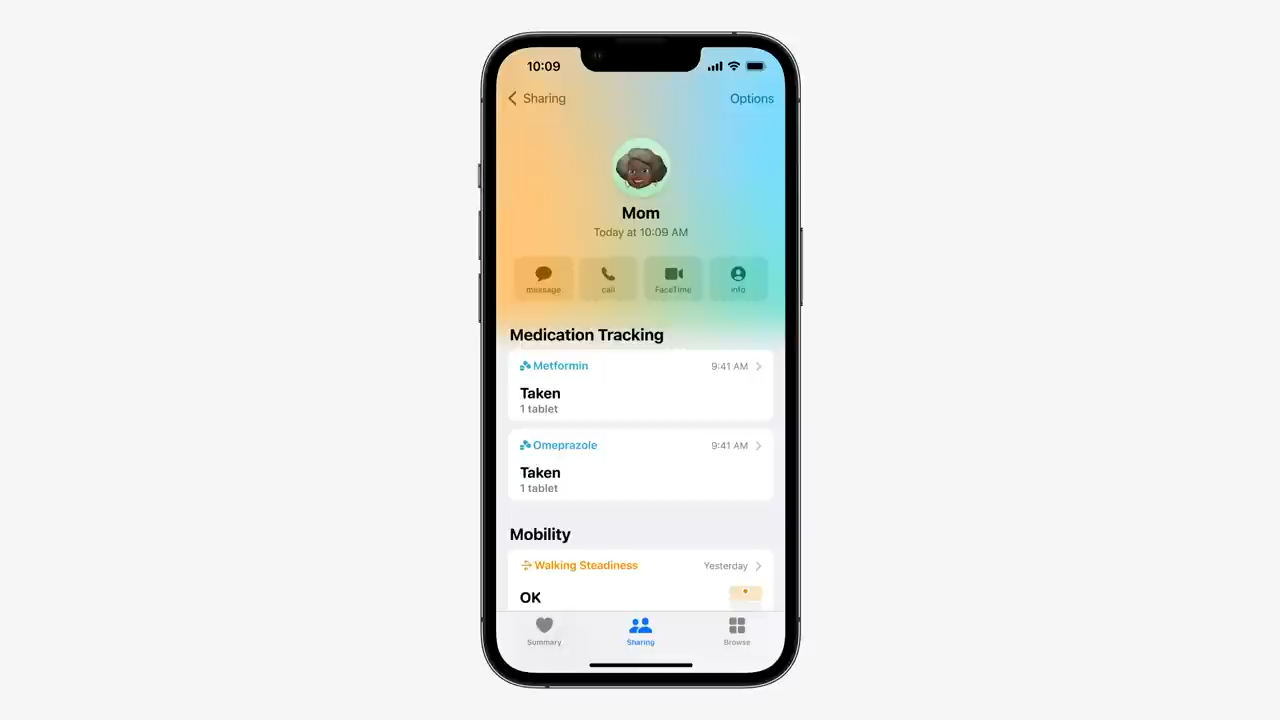 10:09
Sharing
Options
Mom
Today at 10:09 AM
message
call
FaceTime
info
Medication Tracking
Metformin
9:41 AM
Taken
1 tablet
Omeprazole
9:41 AM
Taken
1 tablet
Mobility
Walking Steadiness
Yesterday
OK
Summary
Sharing
Browse